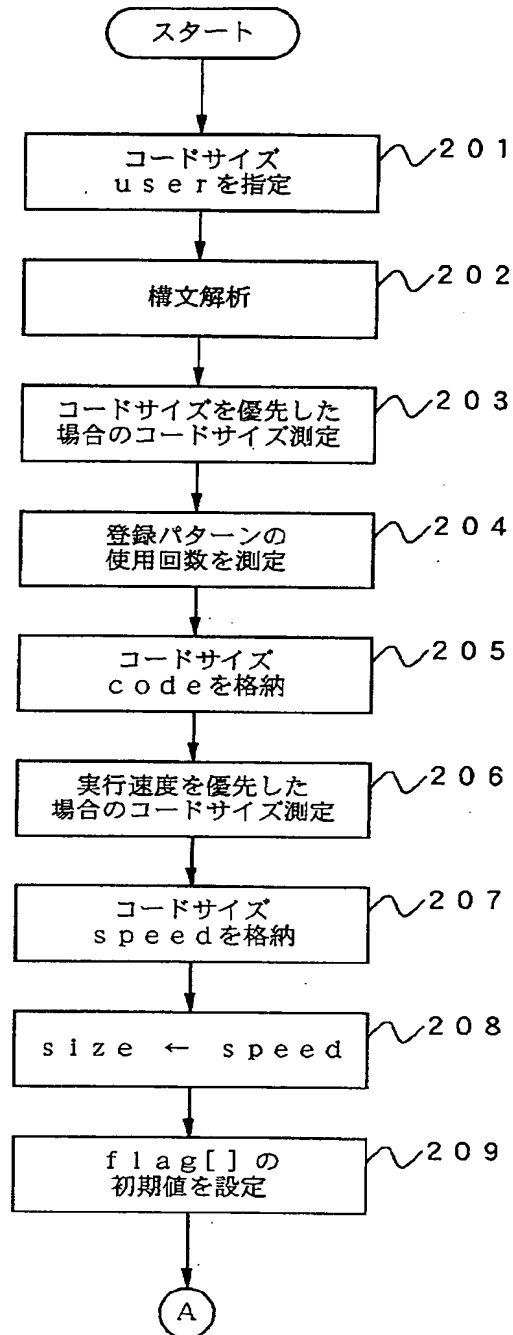 スタート
コードサイズ
userを指定
201
構文解析
202
コードサイズを優先した
場合のコードサイズ測定
203
登録パターンの
使用回数を測定
204
コードサイズ
codeを格納
205
実行速度を優先した
場合のコードサイズ測定
206
コードサイズ
speedを格納
207
size ← speed
208
flag[]の
初期値を設定
209
A